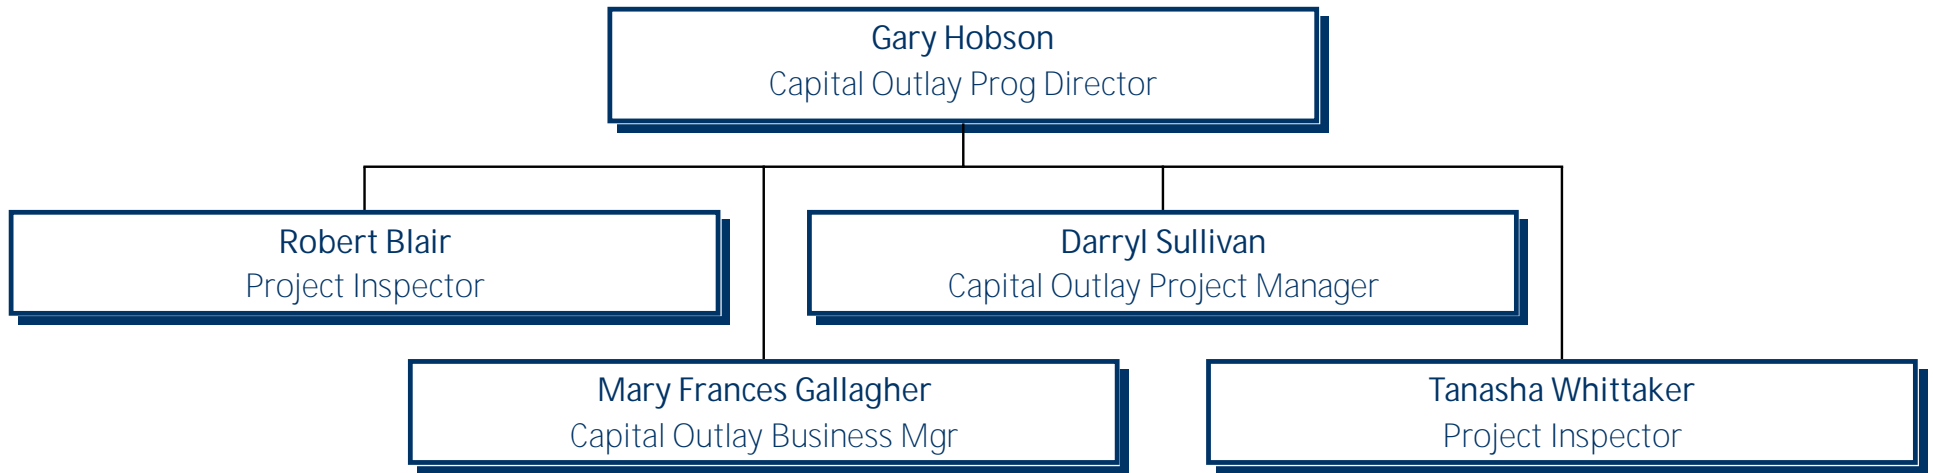 Gary Hobson
Capital Outlay Prog Director
Robert Blair
Project Inspector
Darryl Sullivan
Capital Outlay Project Manager
Mary Frances Gallagher
Capital Outlay Business Mgr
Tanasha Whittaker
Project Inspector